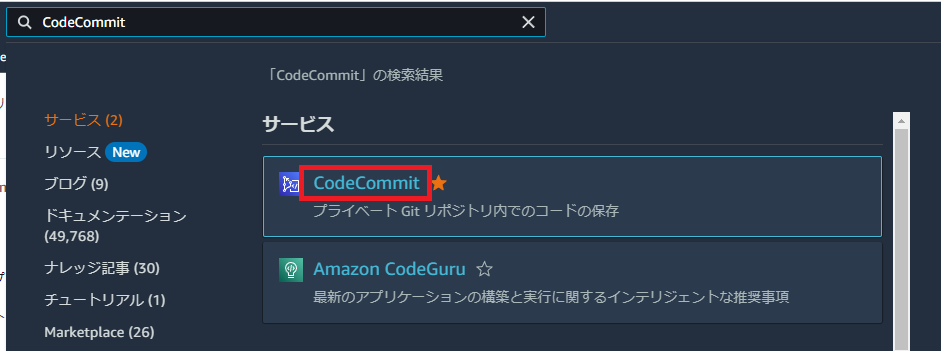 CodeCommit
「CodeCommit」の検索結果
サービス (2)
リソース New
ブログ (9)
ドキュメンテーション
(49,768)
ナレッジ記事 (30)
チュートリアル (1)
Marketplace (26)
サービス
CodeCommit
プライベート Git リポジトリ内でのコードの保存
Amazon CodeGuru
最新のアプリケーションの構築と実行に関するインテリジェントな推奨事項